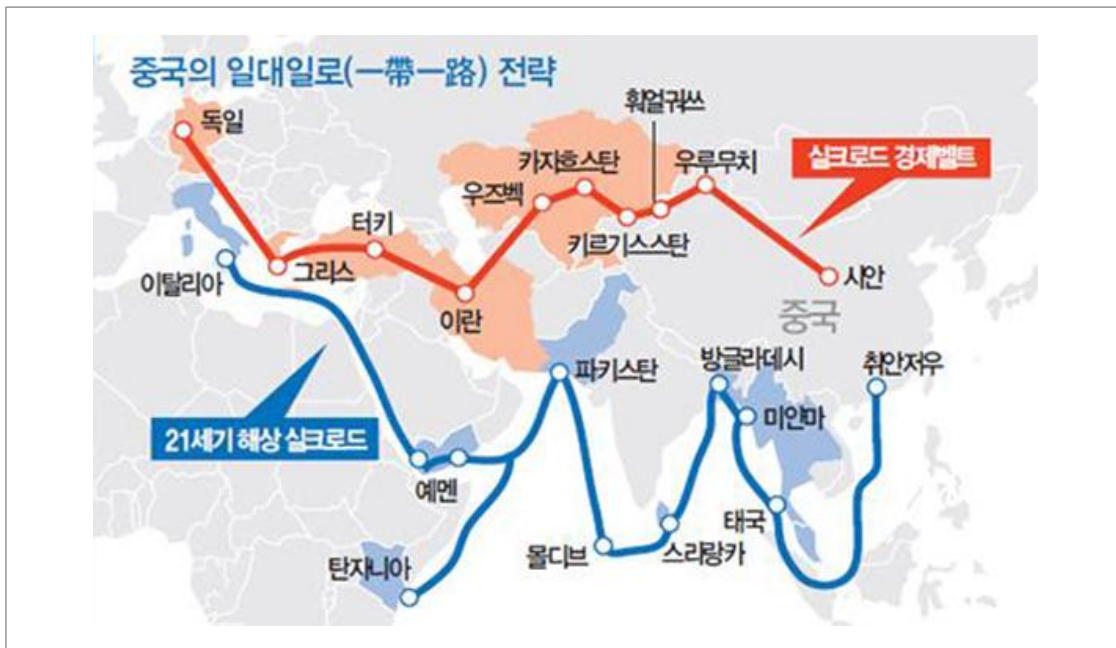 중국의 일대일로(一帶一路) 전략
독일
훠얼궈쓰
카자흐스탄
우루무치
실크로드 경제벨트
우즈벡
터키
키르기스스탄
그리스
이탈리아
시안
이란
중국
파키스탄
방글라데시
취안저우
미얀마
21세기 해상 실크로드
예멘
태국
몰디브
스리랑카
탄자니아